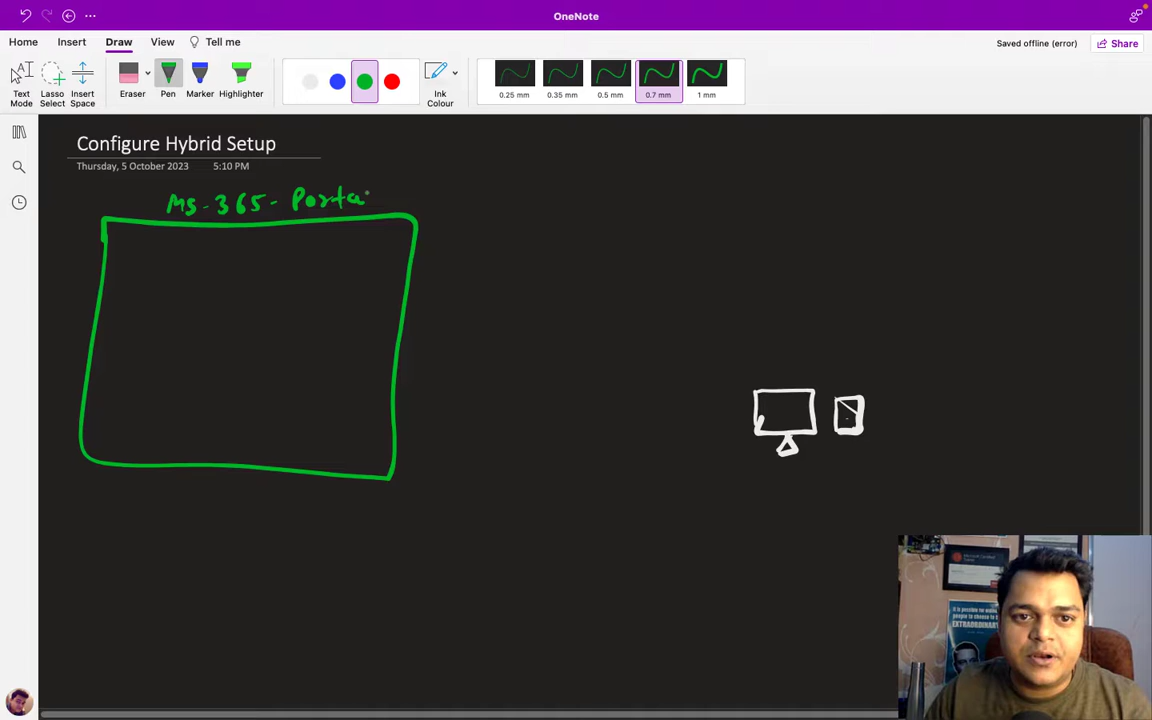 OneNote
Home Insert Draw View Tell me
Saved offline (error) Share
Text Mode
Lasso Select
Insert Space
Eraser
Pen
Marker
Highlighter
Ink Colour
0.25 mm
0.35 mm
0.5 mm
0.7 mm
1 mm
Configure Hybrid Setup
Thursday, 5 October 2023 5:10 PM
Ms-365-Porta
EXTRAORDINARY